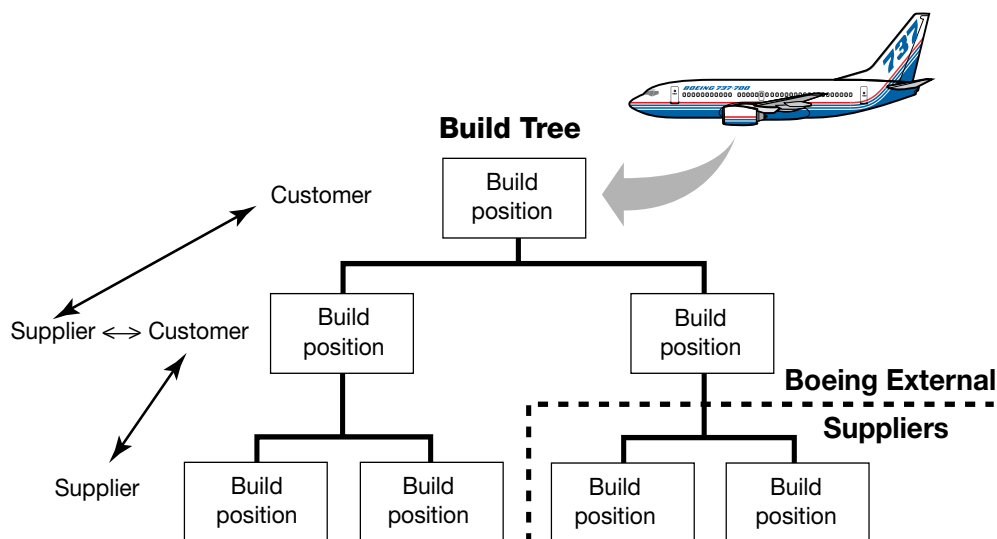 737
BOEING 737-700
Build Tree
Customer
Build
position
Supplier <-> Customer
Build
position
Build
position
Boeing External
Suppliers
Supplier
Build
position
Build
position
Build
position
Build
position